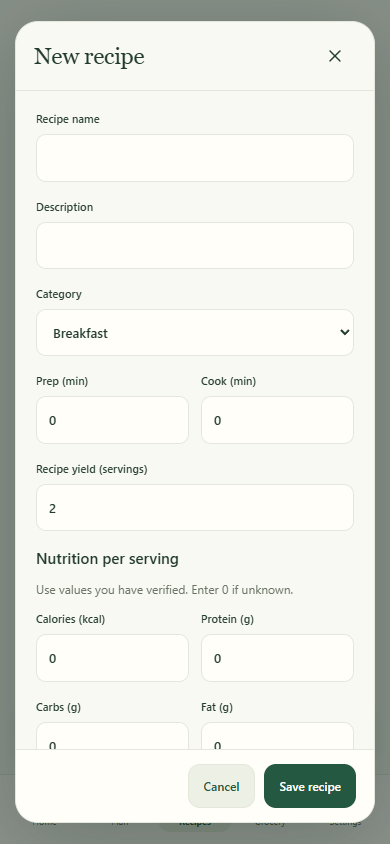 New recipe
Recipe name
Description
Category
Breakfast
Prep (min) Cook (min)
0 0
Recipe yield (servings)
2
Nutrition per serving
Use values you have verified. Enter 0 if unknown.
Calories (kcal) Protein (g)
0 0
Carbs (g) Fat (g)
0 0
Cancel Save recipe
Recipes